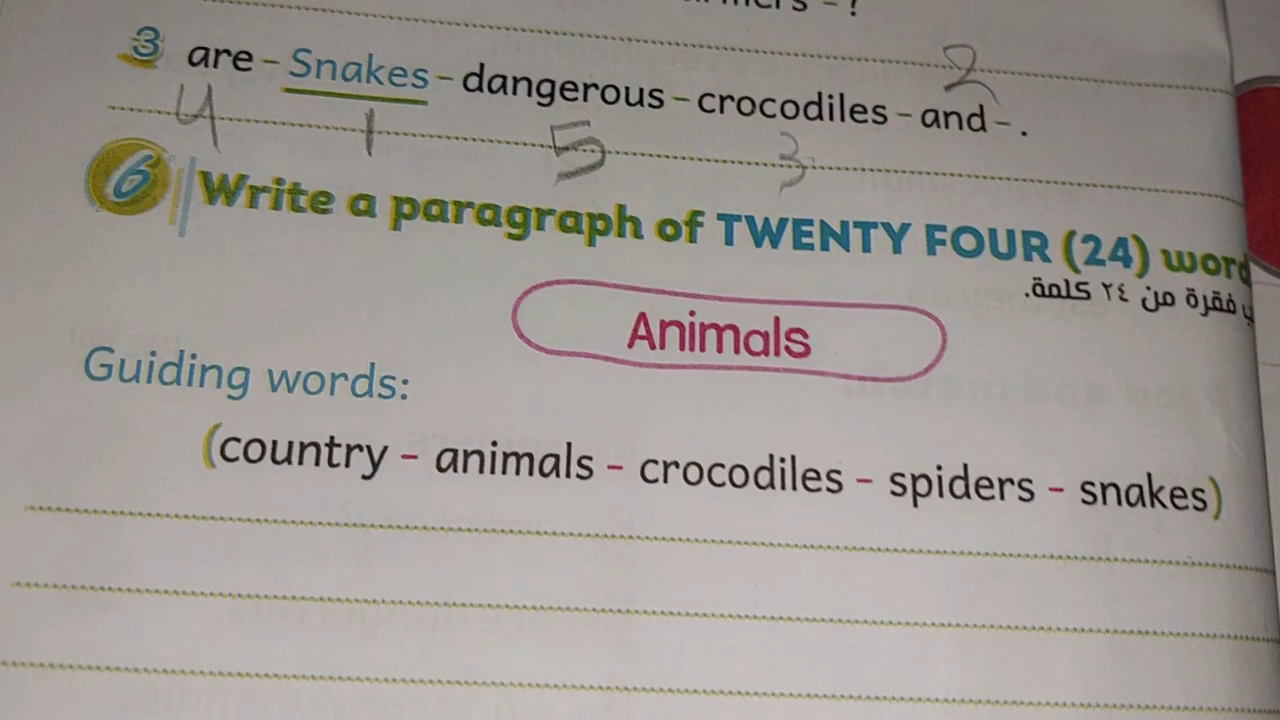 3 are - Snakes - dangerous - crocodiles - and - .
2
4 1 5 3
6 Write a paragraph of TWENTY FOUR (24) word
فقرة من ٢٤ كلمة.
Animals
Guiding words:
(country - animals - crocodiles - spiders - snakes)